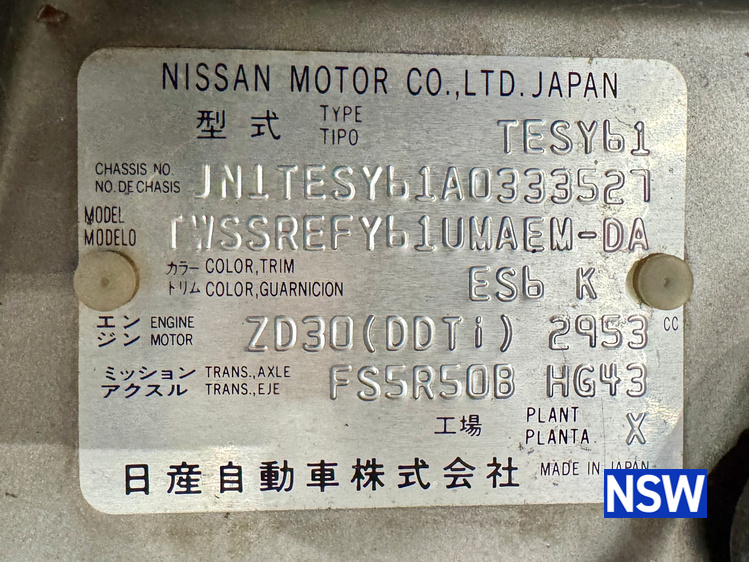 NISSAN MOTOR CO.,LTD. JAPAN
型式 TYPE TIPO TESY61
CHASSIS NO. NO. DE CHASIS JN1TESY61A0333527
MODEL MODELO TWSSREFY61UMAEM-DA
カラー COLOR,TRIM トリム COLOR,GUARNICION ES6 K
エンジン ENGINE MOTOR ZD30(DDTi) 2953 CC
ミッション TRANS.,AXLE アクスル TRANS.,EJE FS5R50B HG43
工場 PLANT PLANTA X
日産自動車株式会社 MADE IN JAPAN
NSW